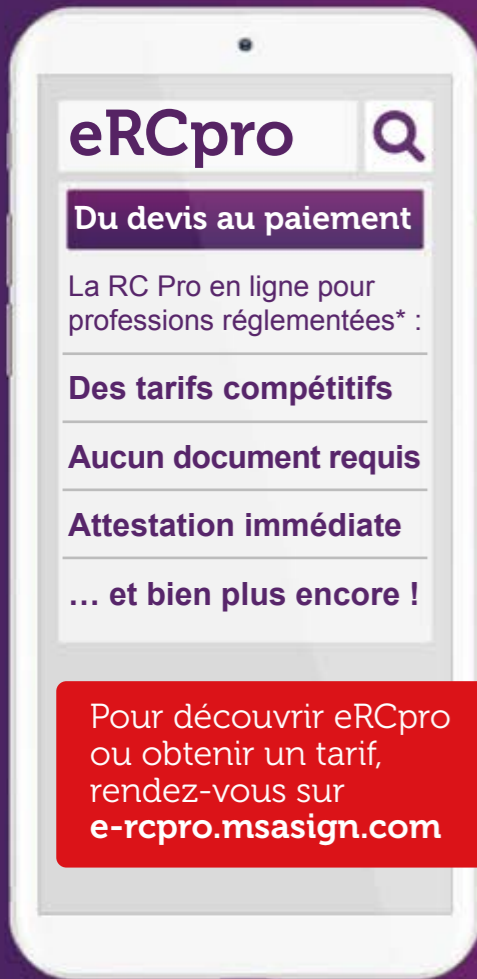 eRCpro
Du devis au paiement
La RC Pro en ligne pour
professions réglementées* :
Des tarifs compétitifs
Aucun document requis
Attestation immédiate
… et bien plus encore !
Pour découvrir eRCpro
ou obtenir un tarif,
rendez-vous sur
e-rcpro.msasign.com